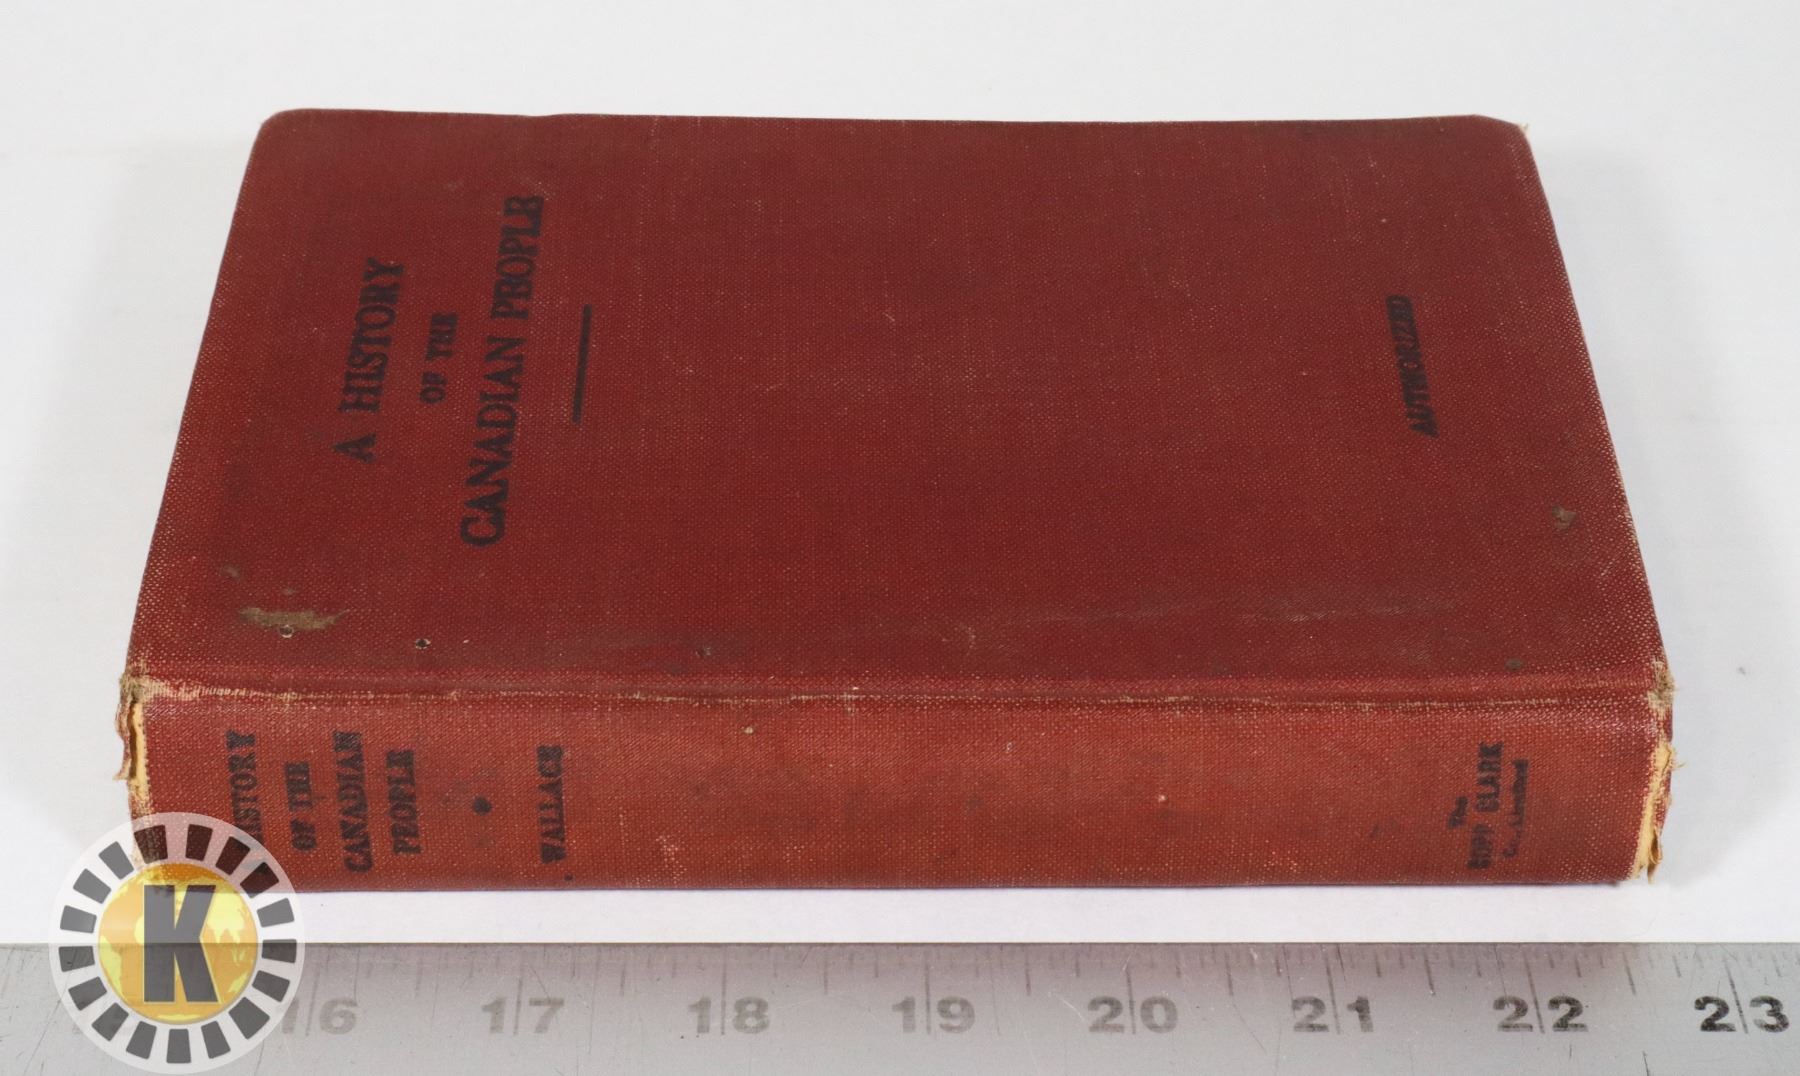 A HISTORY
OF THE
CANADIAN PEOPLE
AUTHORIZED
HISTORY
OF THE
CANADIAN
PEOPLE
WALLACE
The
COPP CLARK
Co. Limited
K
16 17 18 19 20 21 22 23